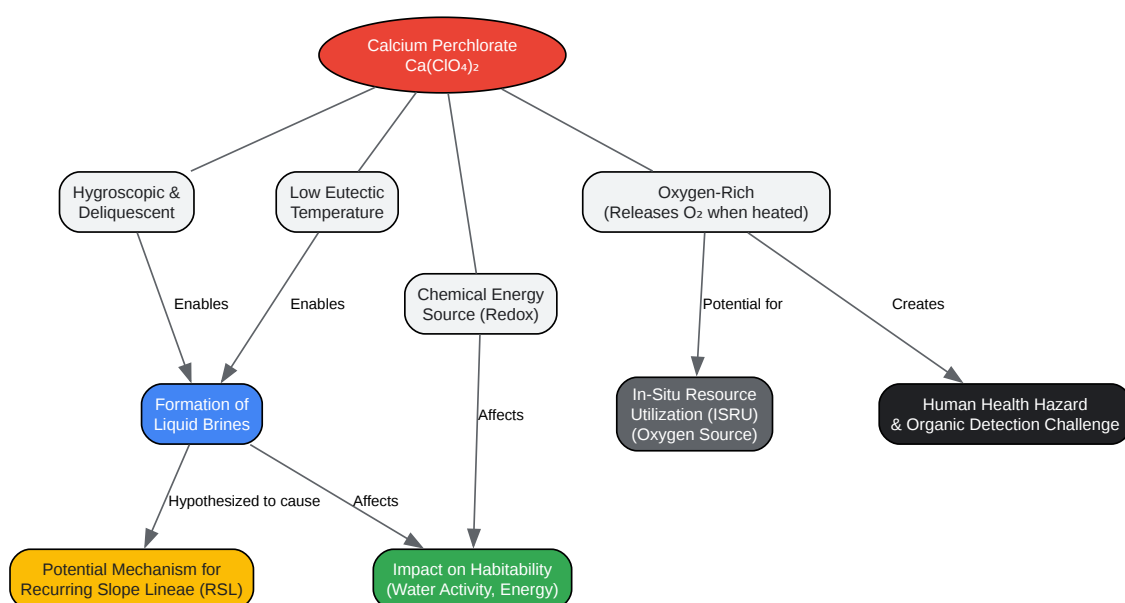 Calcium Perchlorate
Ca(ClO₄)₂
Hygroscopic &
Deliquescent
Low Eutectic
Temperature
Oxygen-Rich
(Releases O₂ when heated)
Chemical Energy
Source (Redox)
Enables
Enables
Potential for
Creates
Formation of
Liquid Brines
Affects
In-Situ Resource
Utilization (ISRU)
(Oxygen Source)
Human Health Hazard
& Organic Detection Challenge
Hypothesized to cause
Affects
Potential Mechanism for
Recurring Slope Lineae (RSL)
Impact on Habitability
(Water Activity, Energy)